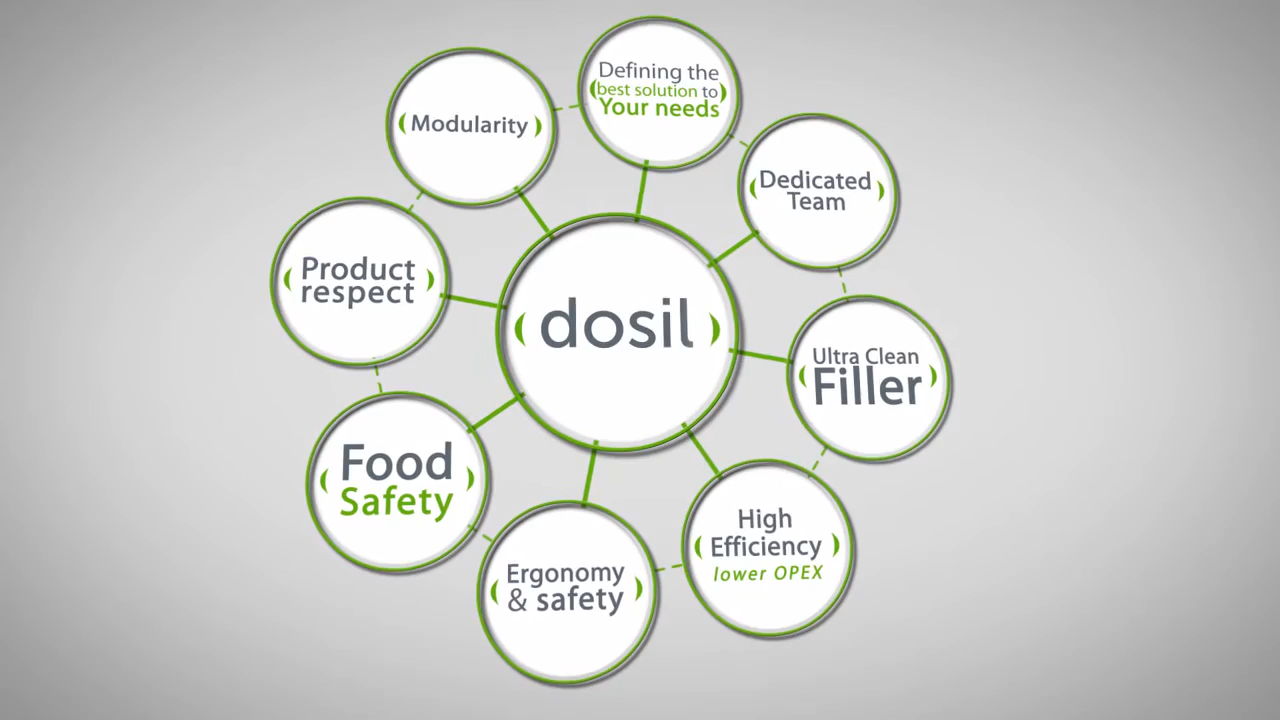 Defining the
best solution to
Your needs
Modularity
Dedicated
Team
Product
respect
dosil
Ultra Clean
Filler
Food
Safety
High
Efficiency
lower OPEX
Ergonomy
& safety